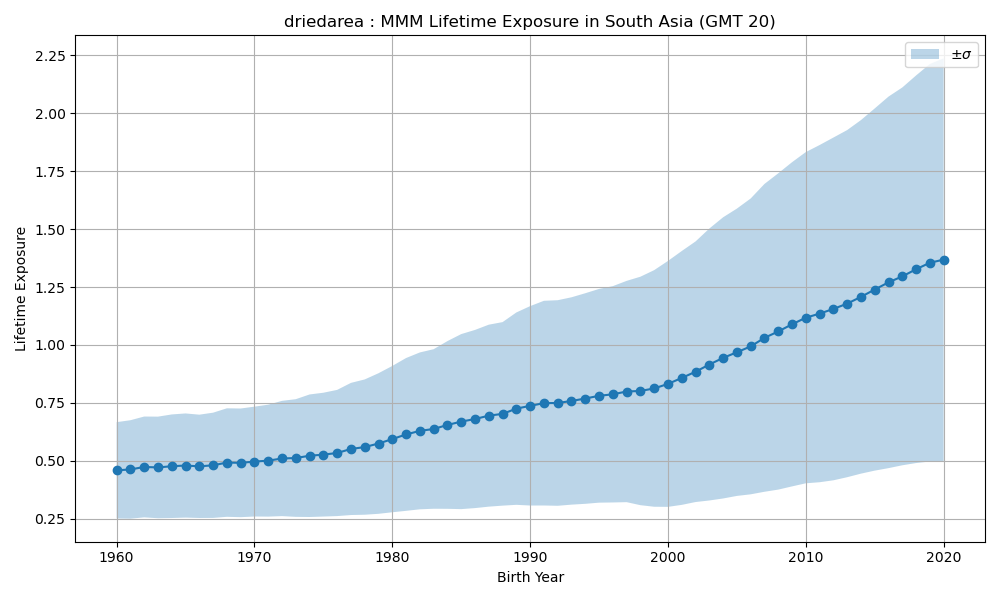 driedarea : MMM Lifetime Exposure in South Asia (GMT 20)
±σ
Lifetime Exposure
2.25
2.00
1.75
1.50
1.25
1.00
0.75
0.50
0.25
1960 1970 1980 1990 2000 2010 2020
Birth Year